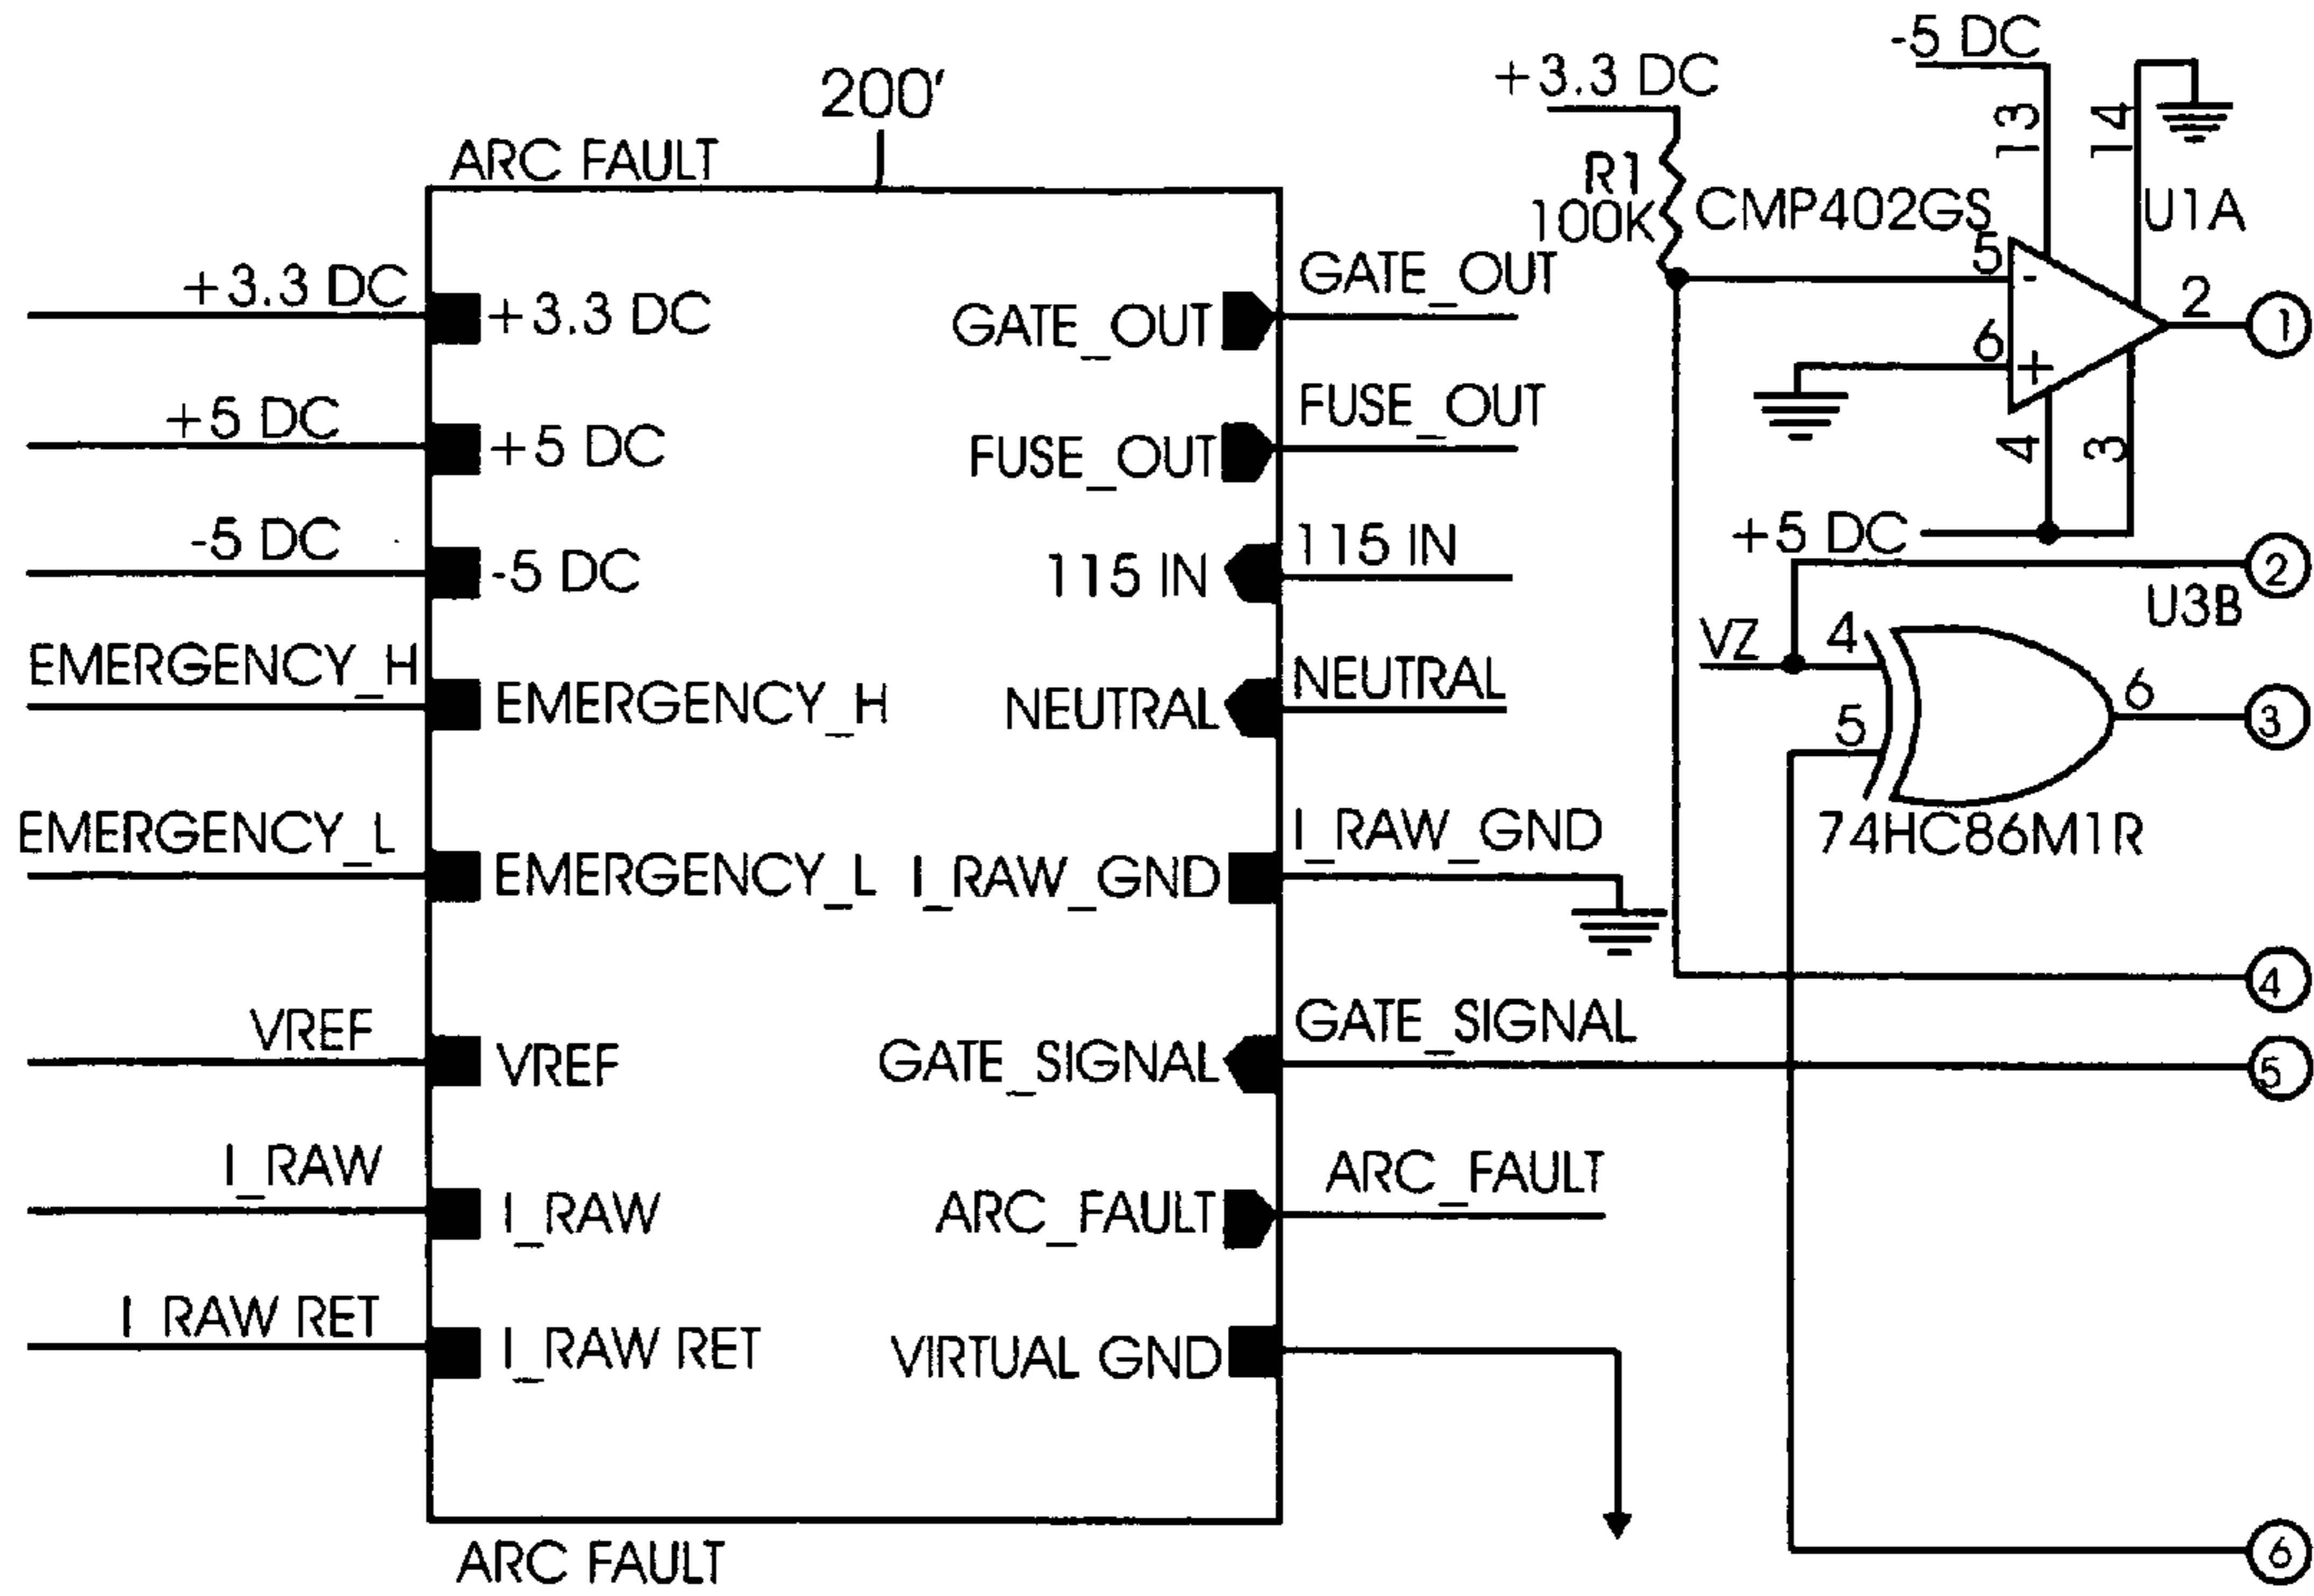 200'
ARC FAULT
+3.3 DC
+5 DC
-5 DC
EMERGENCY_H
EMERGENCY_L
VREF
I_RAW
I RAW RET
+3.3 DC
+5 DC
-5 DC
EMERGENCY_H
EMERGENCY_L
VREF
I_RAW
I_RAW RET
GATE_OUT
FUSE_OUT
115 IN
NEUTRAL
I_RAW_GND
GATE_SIGNAL
ARC_FAULT
VIRTUAL GND
GATE_OUT
FUSE_OUT
115 IN
NEUTRAL
I_RAW_GND
GATE_SIGNAL
ARC_FAULT
ARC FAULT
-5 DC
+3.3 DC
13
14
R1
100K
CMP402GS
U1A
5
-
6
+
2
1
4
3
+5 DC
2
U3B
VZ
4
5
6
3
74HC86M1R
4
5
6